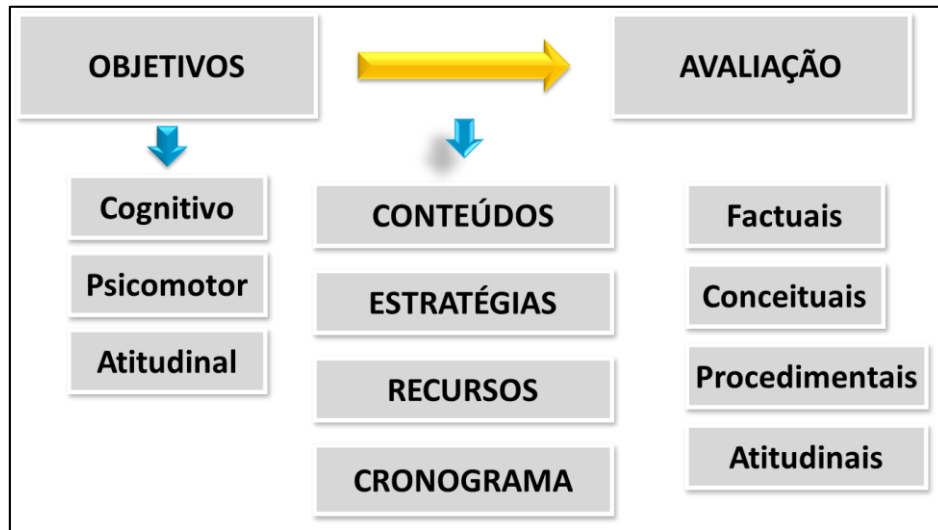 OBJETIVOS
AVALIAÇÃO
Cognitivo
Psicomotor
Atitudinal
CONTEÚDOS
ESTRATÉGIAS
RECURSOS
CRONOGRAMA
Factuais
Conceituais
Procedimentais
Atitudinais